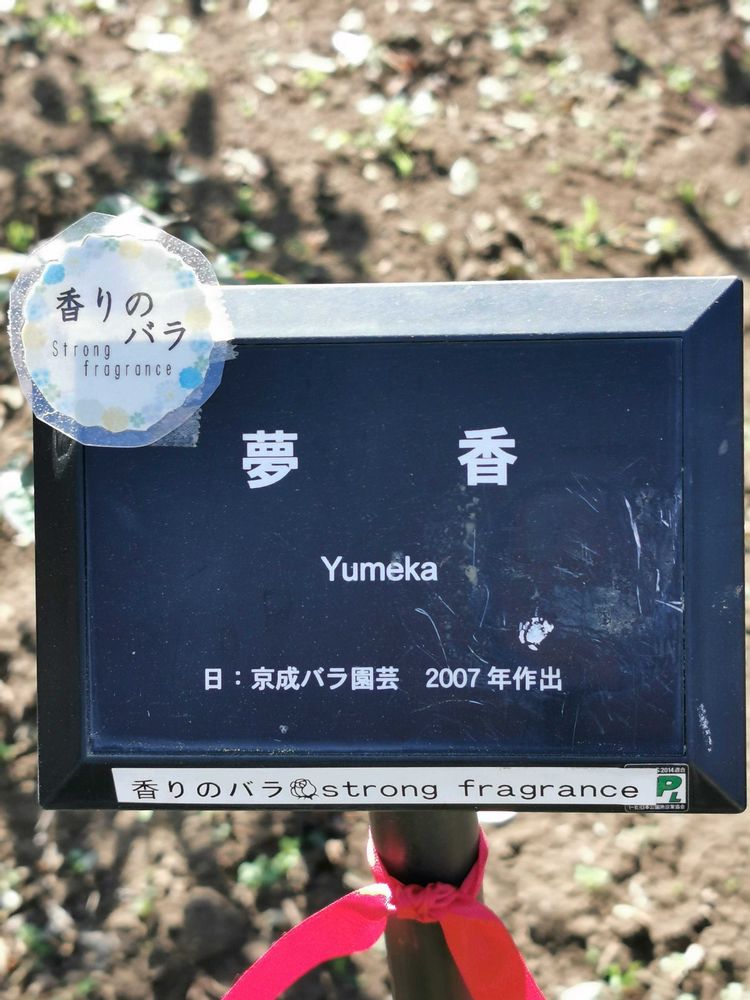 香りの
バラ
Strong
fragrance
夢 香
Yumeka
日：京成バラ園芸 2007 年作出
香りのバラ strong fragrance
2014
PL